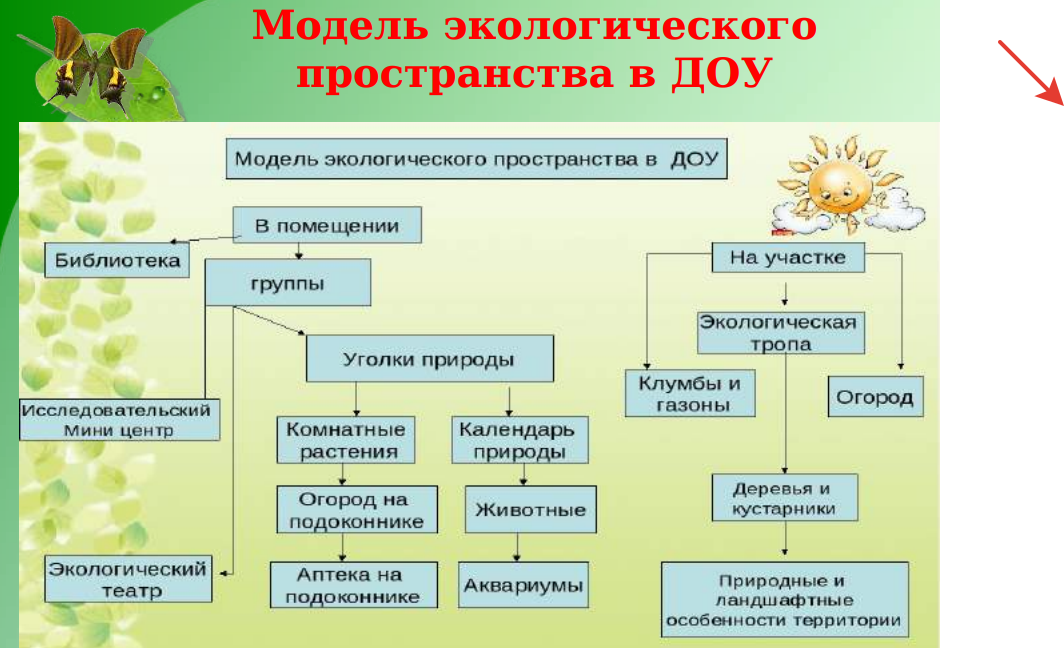 Модель экологического
пространства в ДОУ
Модель экологического пространства в ДОУ
В помещении
Библиотека
группы
На участке
Экологическая
тропа
Уголки природы
Клумбы и
газоны
Огород
Исследовательский
Мини центр
Комнатные
растения
Календарь
природы
Огород на
подоконнике
Животные
Деревья и
кустарники
Экологический
театр
Аптека на
подоконнике
Аквариумы
Природные и
ландшафтные
особенности территории